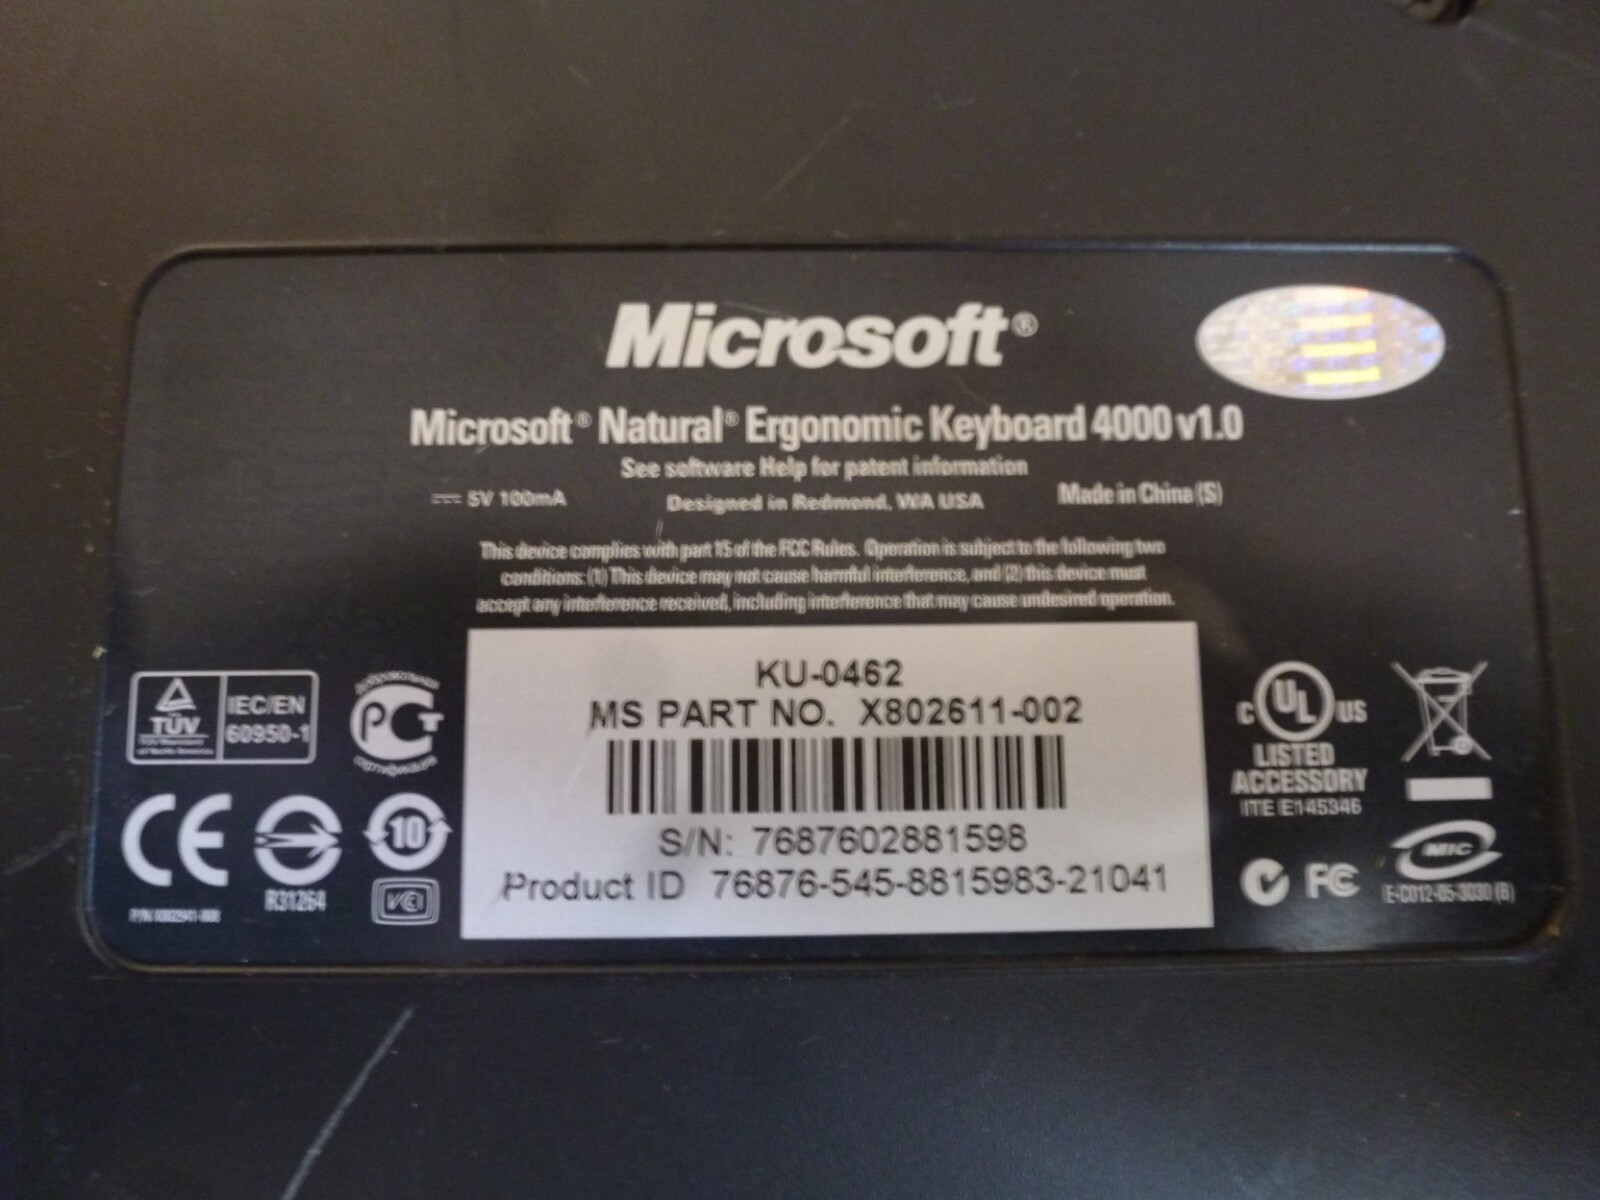 Microsoft®
Microsoft® Natural® Ergonomic Keyboard 4000 v1.0
See software Help for patent information
5V 100mA Designed in Redmond, WA USA Made in China (S)
This device complies with part 15 of the FCC Rules. Operation is subject to the following two
conditions: (1) This device may not cause harmful interference, and (2) this device must
accept any interference received, including interference that may cause undesired operation.
KU-0462
MS PART NO. X802611-002
S/N: 7687602881598
Product ID 76876-545-8815983-21041
TÜV
IEC/EN
60950-1
добровольная
РСТ
сертификация
CE
R31264
10
VCI
P/N
C UL US
LISTED
ACCESSORY
ITE E145346
FC
MIC
E-C012-05-3030 (B)